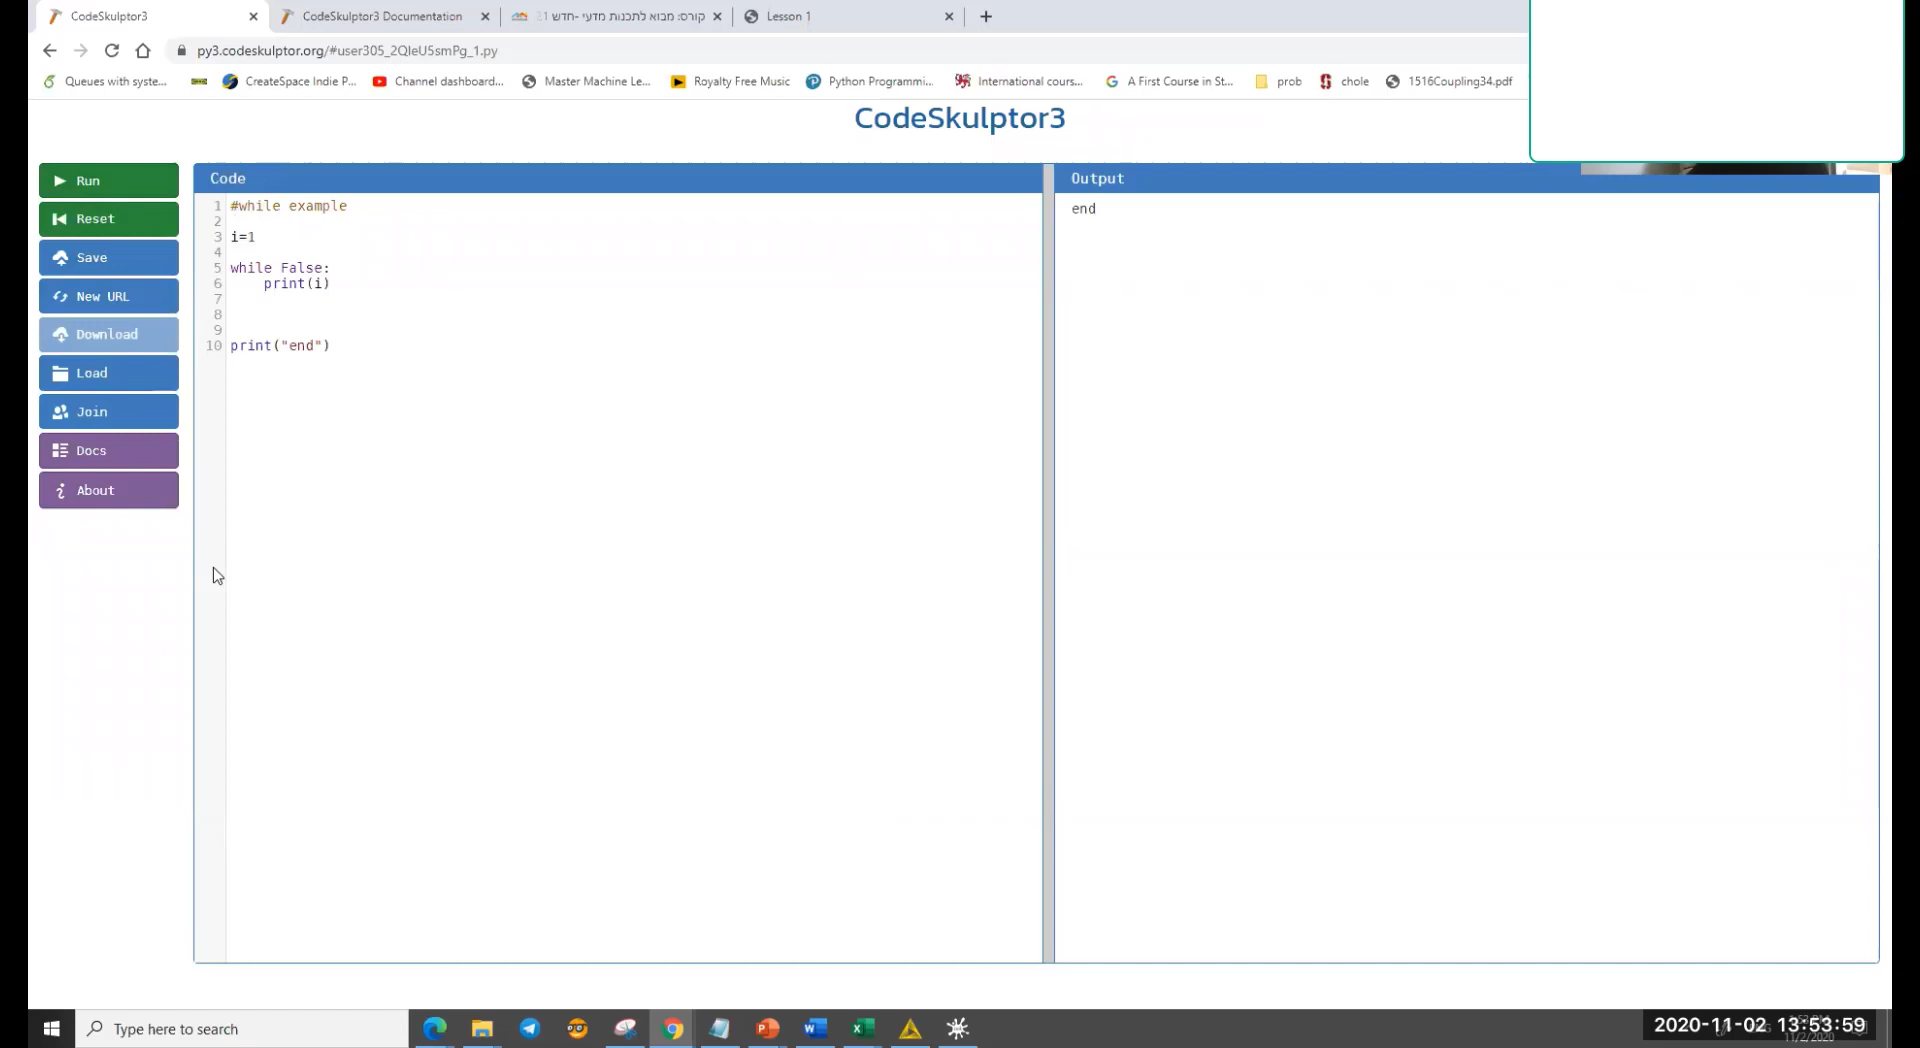 CodeSkulptor3
CodeSkulptor3 Documentation
קורס: מבוא לתכנות מדעי -חדש 21
Lesson 1
py3.codeskulptor.org/#user305_2QIeU5smPg_1.py
Queues with syste...
CreateSpace Indie P...
Channel dashboard...
Master Machine Le...
Royalty Free Music
Python Programmi...
International cours...
A First Course in St...
prob
chole
1516Coupling34.pdf
CodeSkulptor3
Run
Reset
Save
New URL
Download
Load
Join
Docs
About
Code
1 #while example
2
3 i=1
4
5 while False:
6     print(i)
7
8
9
10 print("end")
Output
end
Type here to search
2020-11-02 13:53:59
11/2/2020